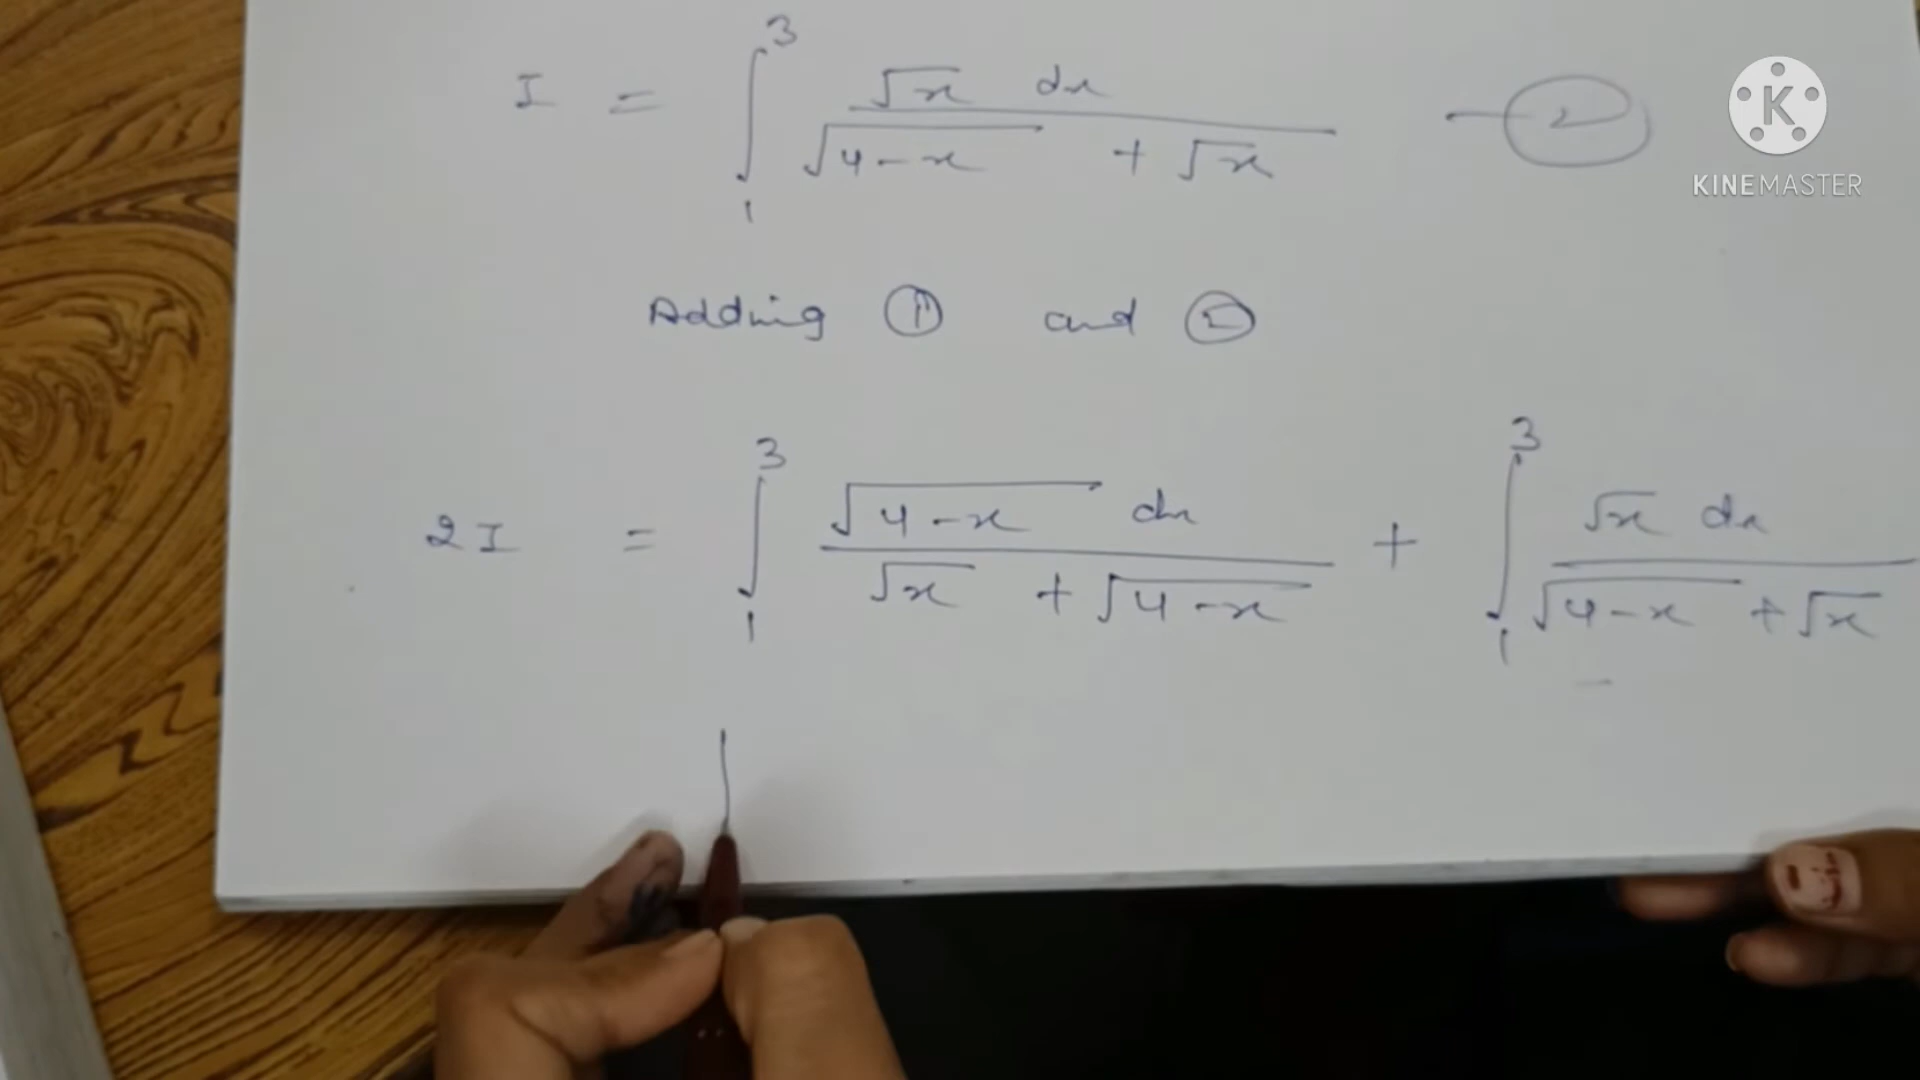 I = ∫₁³ √x dx / (√(4-x) + √x) — ②
KINEMASTER
Adding ① and ②
2I = ∫₁³ √(4-x) dx / (√x + √(4-x)) + ∫₁³ √x dx / (√(4-x) + √x)